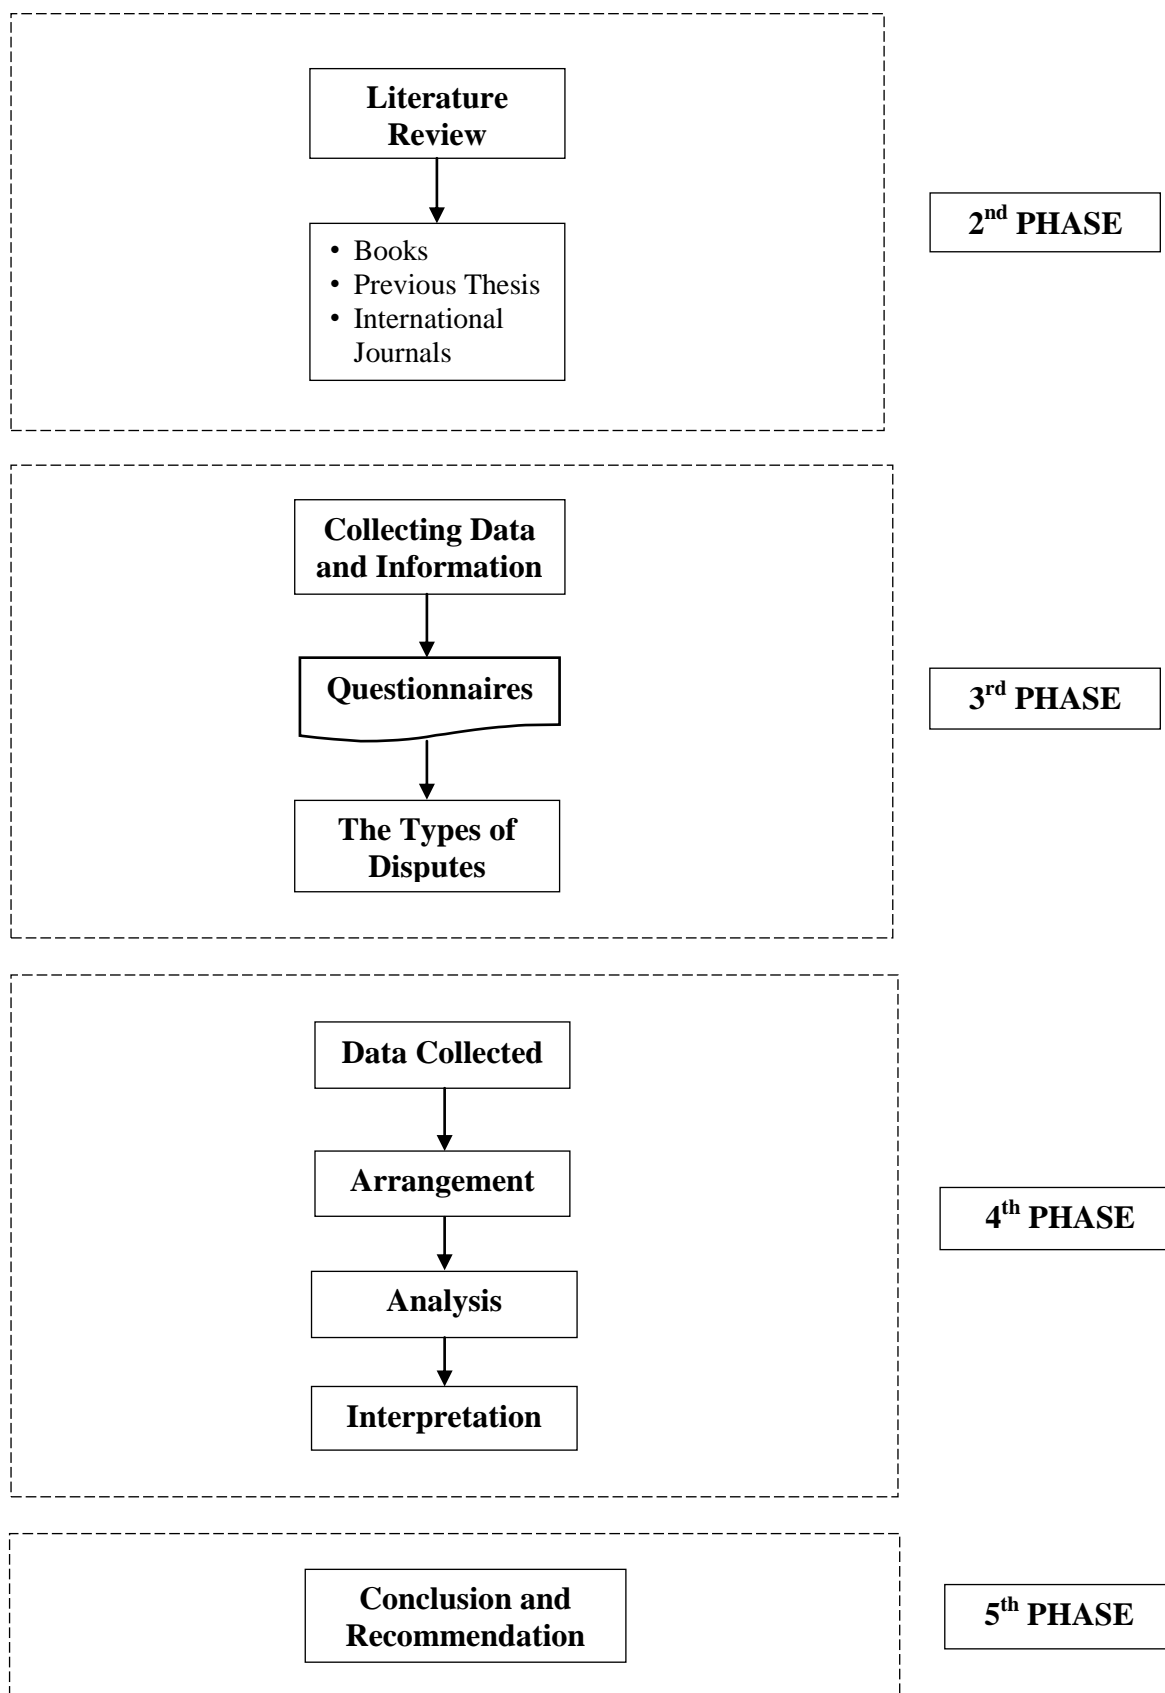 Literature
Review
2nd PHASE
• Books
• Previous Thesis
• International
Journals
Collecting Data
and Information
Questionnaires
3rd PHASE
The Types of
Disputes
Data Collected
Arrangement
4th PHASE
Analysis
Interpretation
Conclusion and
Recommendation
5th PHASE